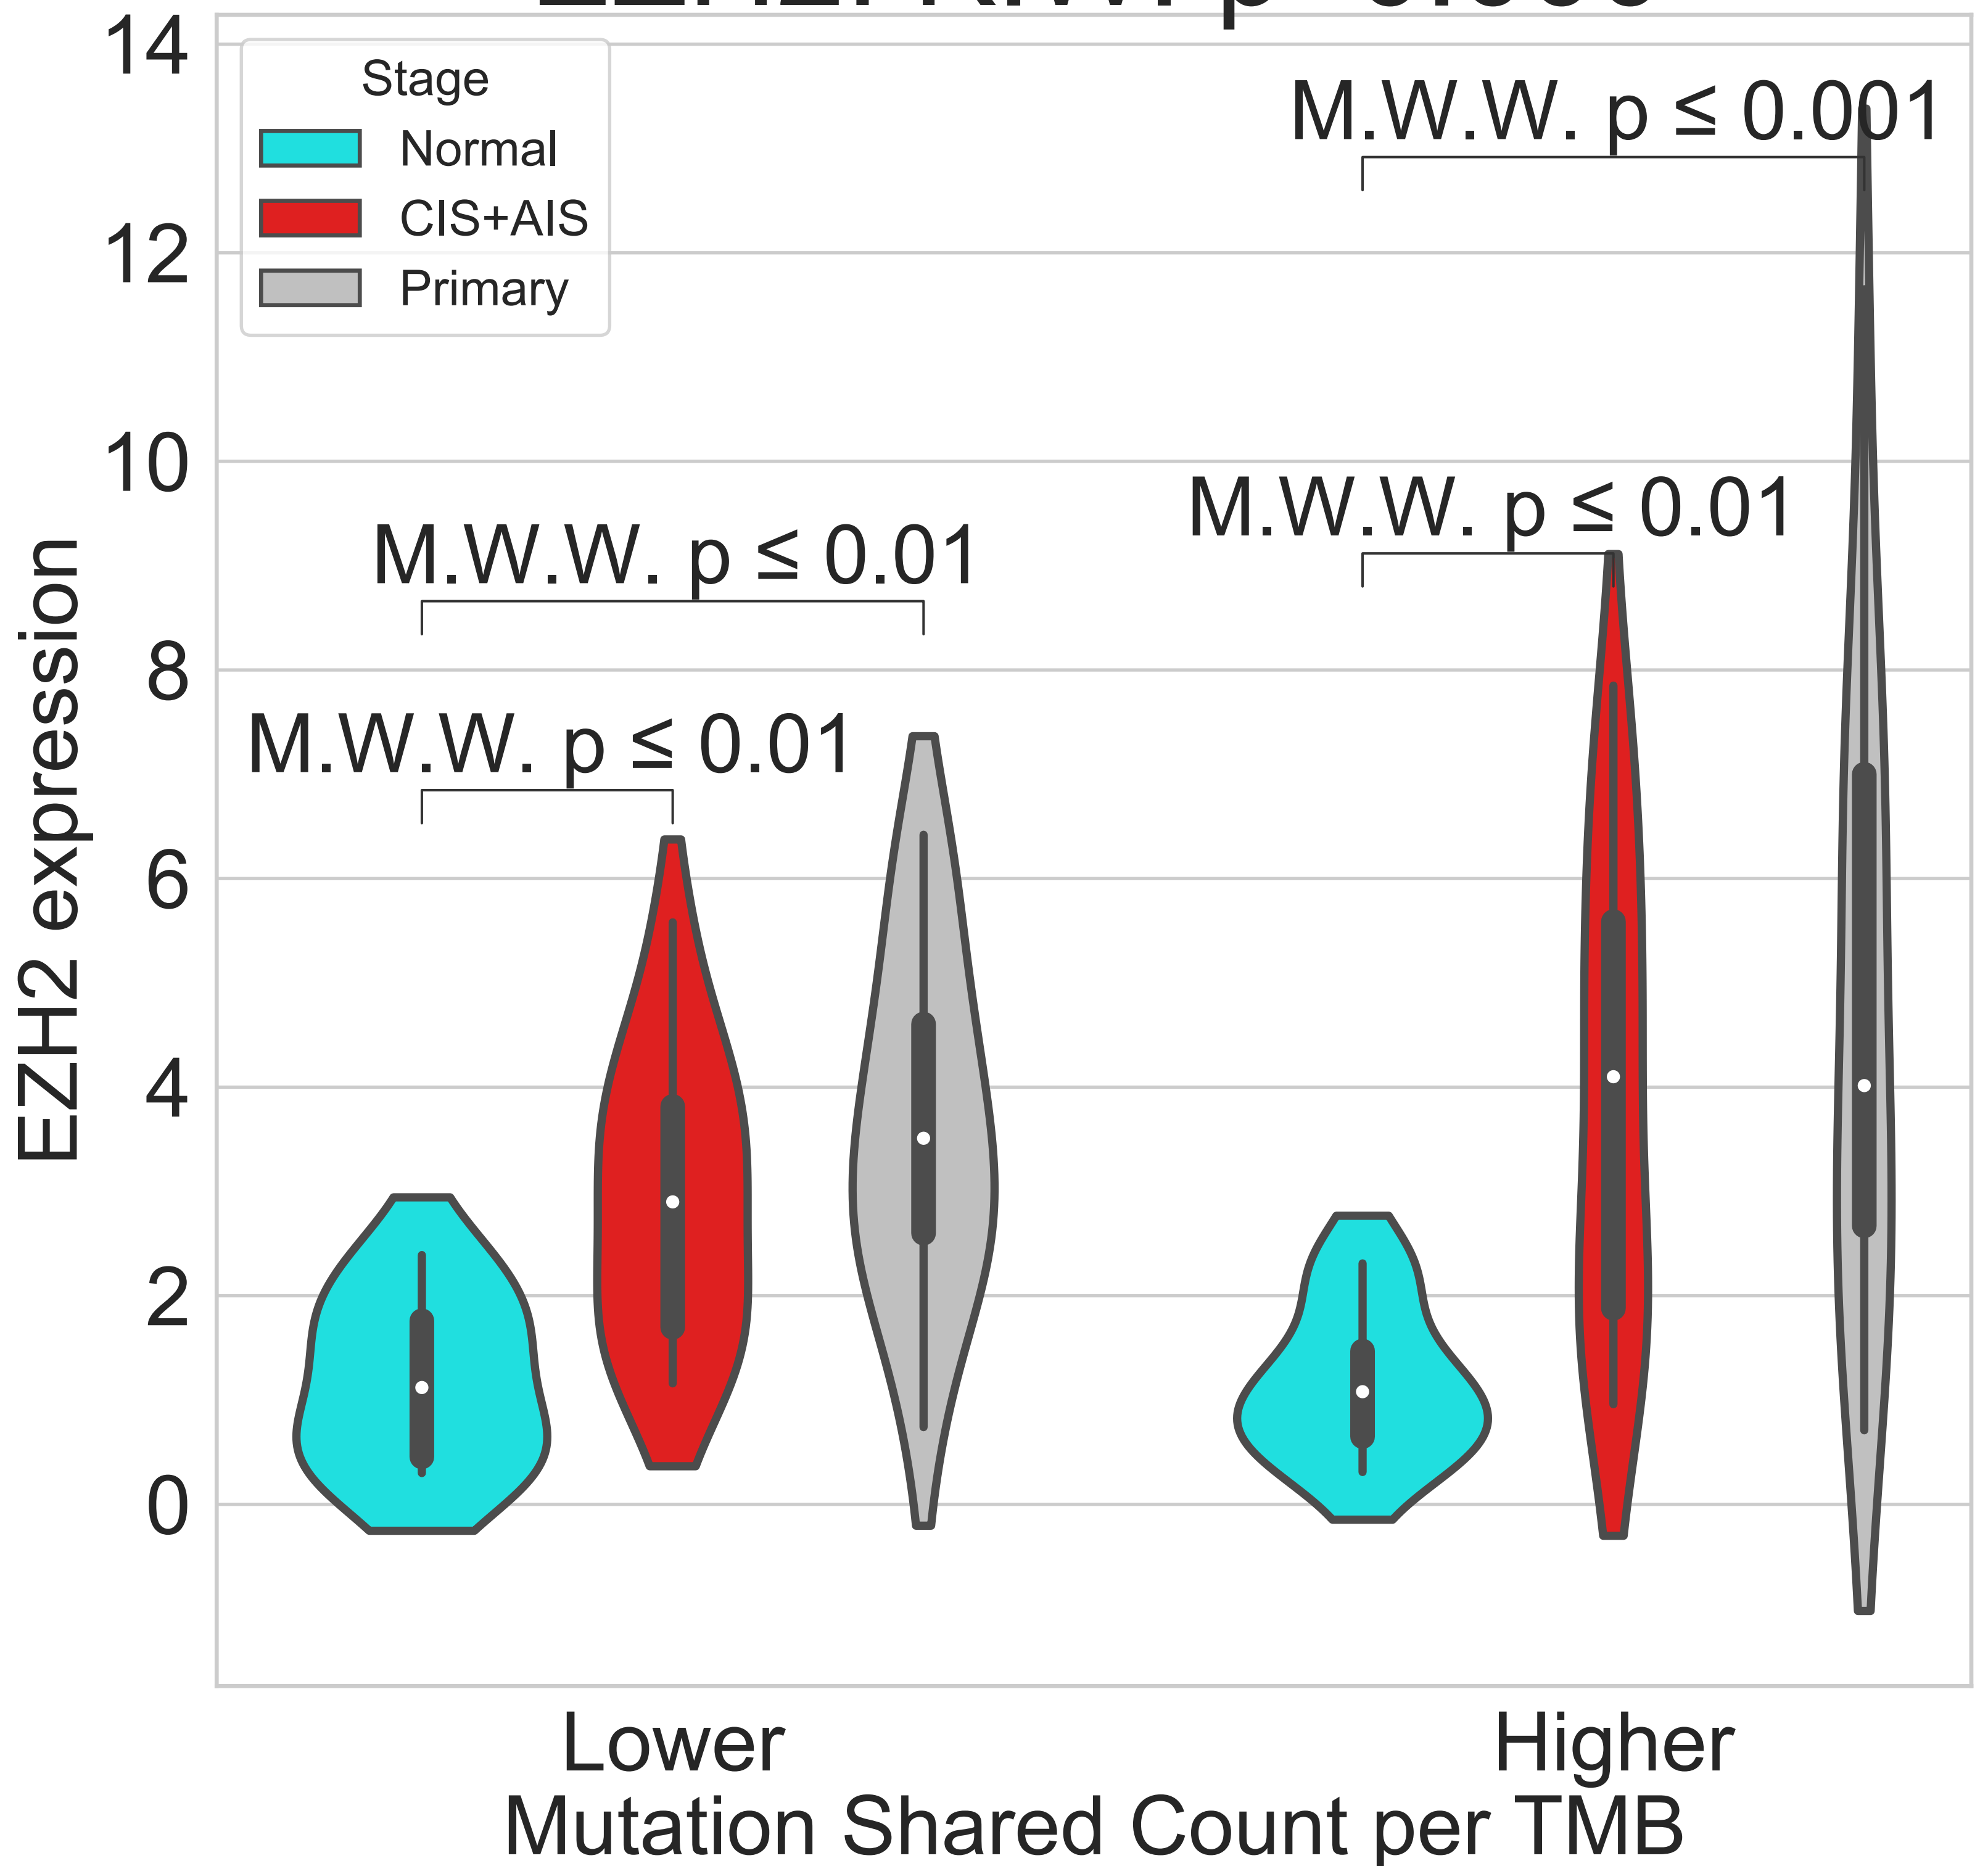 14
Stage
Normal
CIS+AIS
Primary
M.W.W. p ≤ 0.001
12
10
M.W.W. p ≤ 0.01
M.W.W. p ≤ 0.01
8
M.W.W. p ≤ 0.01
6
4
2
0
EZH2 expression
Lower
Higher
Mutation Shared Count per TMB